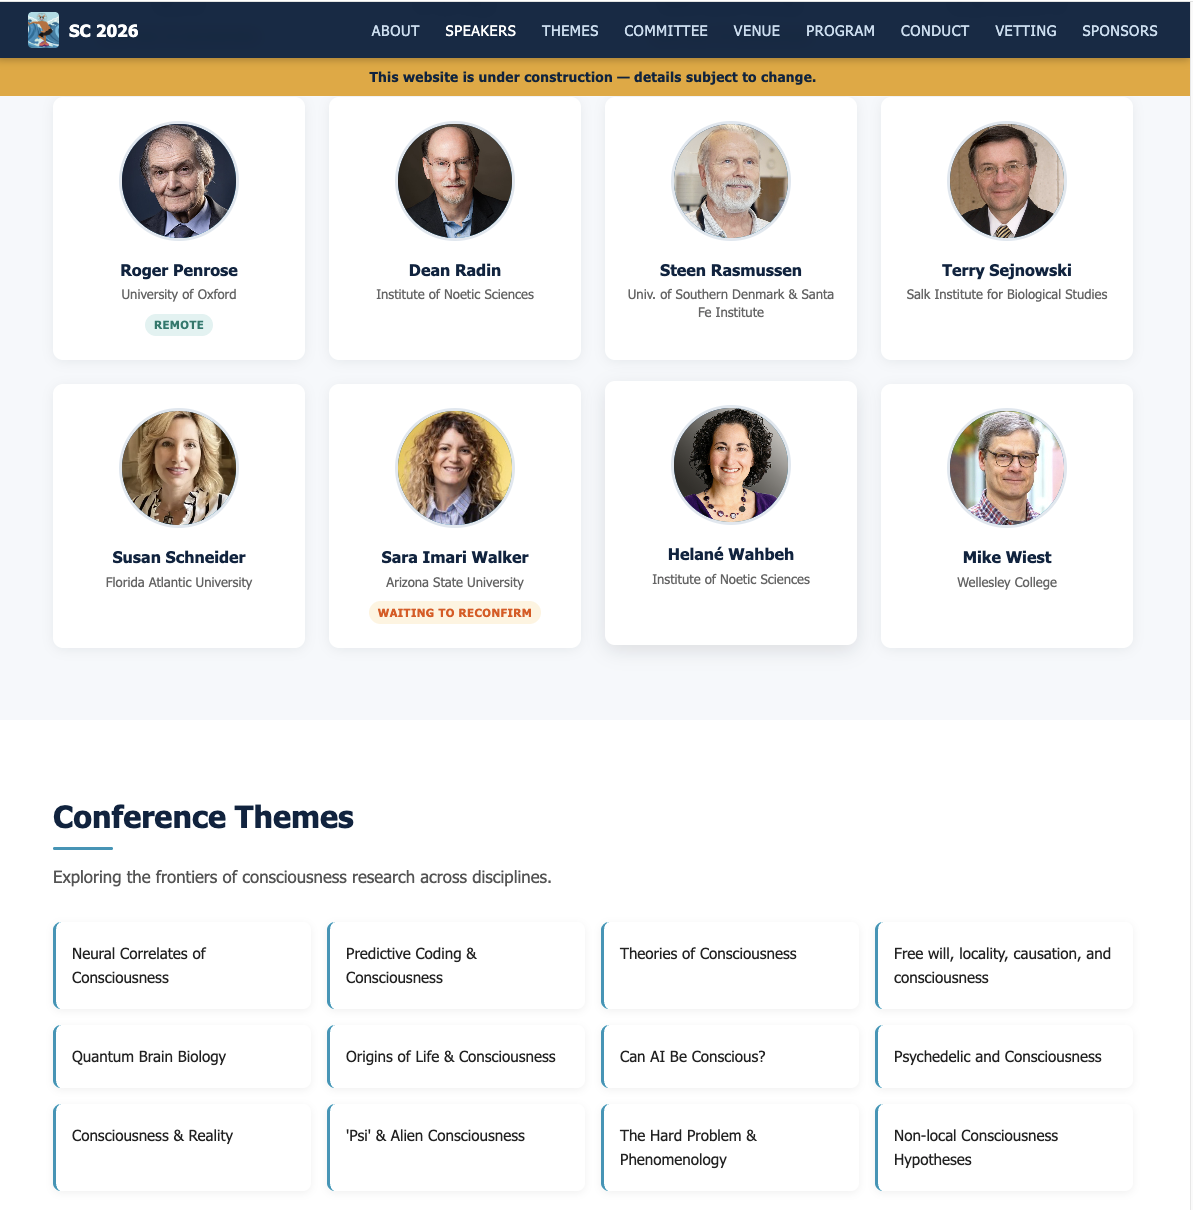 SC 2026
ABOUT
SPEAKERS
THEMES
COMMITTEE
VENUE
PROGRAM
CONDUCT
VETTING
SPONSORS
This website is under construction — details subject to change.
Roger Penrose
University of Oxford
REMOTE
Dean Radin
Institute of Noetic Sciences
Steen Rasmussen
Univ. of Southern Denmark & Santa
Fe Institute
Terry Sejnowski
Salk Institute for Biological Studies
Susan Schneider
Florida Atlantic University
Sara Imari Walker
Arizona State University
WAITING TO RECONFIRM
Helané Wahbeh
Institute of Noetic Sciences
Mike Wiest
Wellesley College
Conference Themes
Exploring the frontiers of consciousness research across disciplines.
Neural Correlates of
Consciousness
Predictive Coding &
Consciousness
Theories of Consciousness
Free will, locality, causation, and
consciousness
Quantum Brain Biology
Origins of Life & Consciousness
Can AI Be Conscious?
Psychedelic and Consciousness
Consciousness & Reality
'Psi' & Alien Consciousness
The Hard Problem &
Phenomenology
Non-local Consciousness
Hypotheses